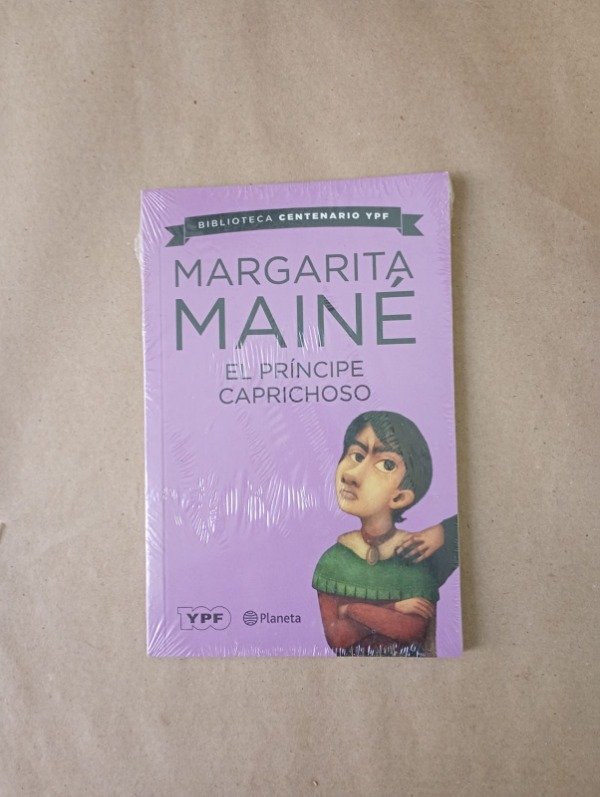 BIBLIOTECA CENTENARIO YPF
MARGARITA
MAINÉ
EL PRÍNCIPE
CAPRICHOSO
100
YPF
Planeta